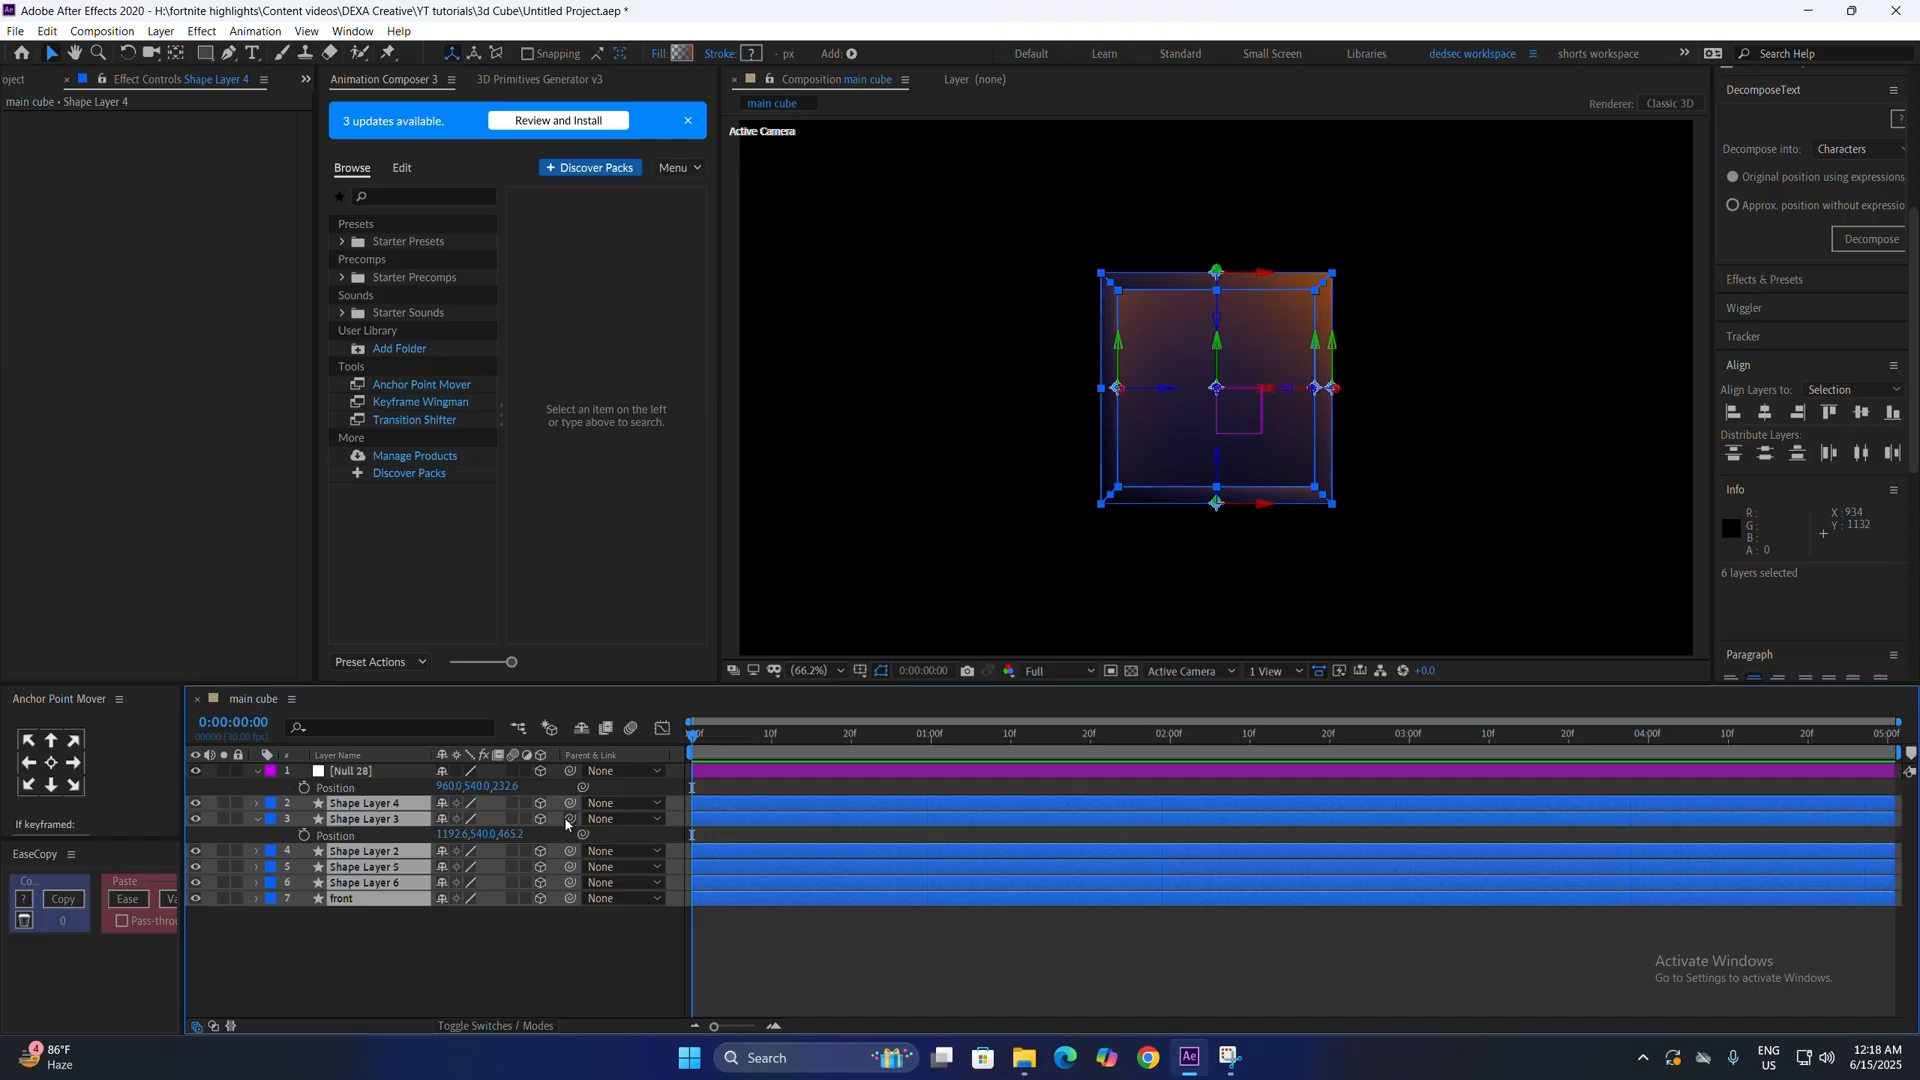 Adobe After Effects 2020 - H:\fortnite highlights\Content videos\DEXA Creative\YT tutorials\3d Cube\Untitled Project.aep *
File Edit Composition Layer Effect Animation View Window Help
Snapping Fill: Stroke: ? - px Add: Default Learn Standard Small Screen Libraries dedsec worklspace shorts workspace Search Help
oject Effect Controls Shape Layer 4 Animation Composer 3 3D Primitives Generator v3 Composition main cube Layer (none)
main cube • Shape Layer 4
main cube Renderer: Classic 3D
3 updates available. Review and Install
Active Camera
Browse Edit + Discover Packs Menu
Presets
Starter Presets
Precomps
Starter Precomps
Sounds
Starter Sounds
User Library
Add Folder
Tools
Anchor Point Mover
Keyframe Wingman
Transition Shifter
More
Manage Products
Discover Packs
Select an item on the left
or type above to search.
Preset Actions
(66.2%) 0:00:00:00 Full Active Camera 1 View +0.0
DecomposeText
?
Decompose into: Characters
Original position using expressions
Approx. position without expressio
Decompose
Effects & Presets
Wiggler
Tracker
Align
Align Layers to: Selection
Distribute Layers:
Info
R:
G:
B:
A: 0
X: 934
Y: 1132
6 layers selected
Paragraph
Anchor Point Mover
If keyframed:
EaseCopy
Co... Paste
? Copy Ease Va
0 Pass-thro
main cube
0:00:00:00
00000 (30.00 fps)
# Layer Name Parent & Link
10f 20f 01:00f 10f 20f 02:00f 10f 20f 03:00f 10f 20f 04:00f 10f 20f 05:00f
1 [Null 28] None
Position 960.0,540.0,232.6
2 Shape Layer 4 None
3 Shape Layer 3 None
Position 1192.6,540.0,465.2
4 Shape Layer 2 None
5 Shape Layer 5 None
6 Shape Layer 6 None
7 front None
Toggle Switches / Modes
Activate Windows
Go to Settings to activate Windows.
4 86°F
Haze
Search
ENG
US
12:18 AM
6/15/2025